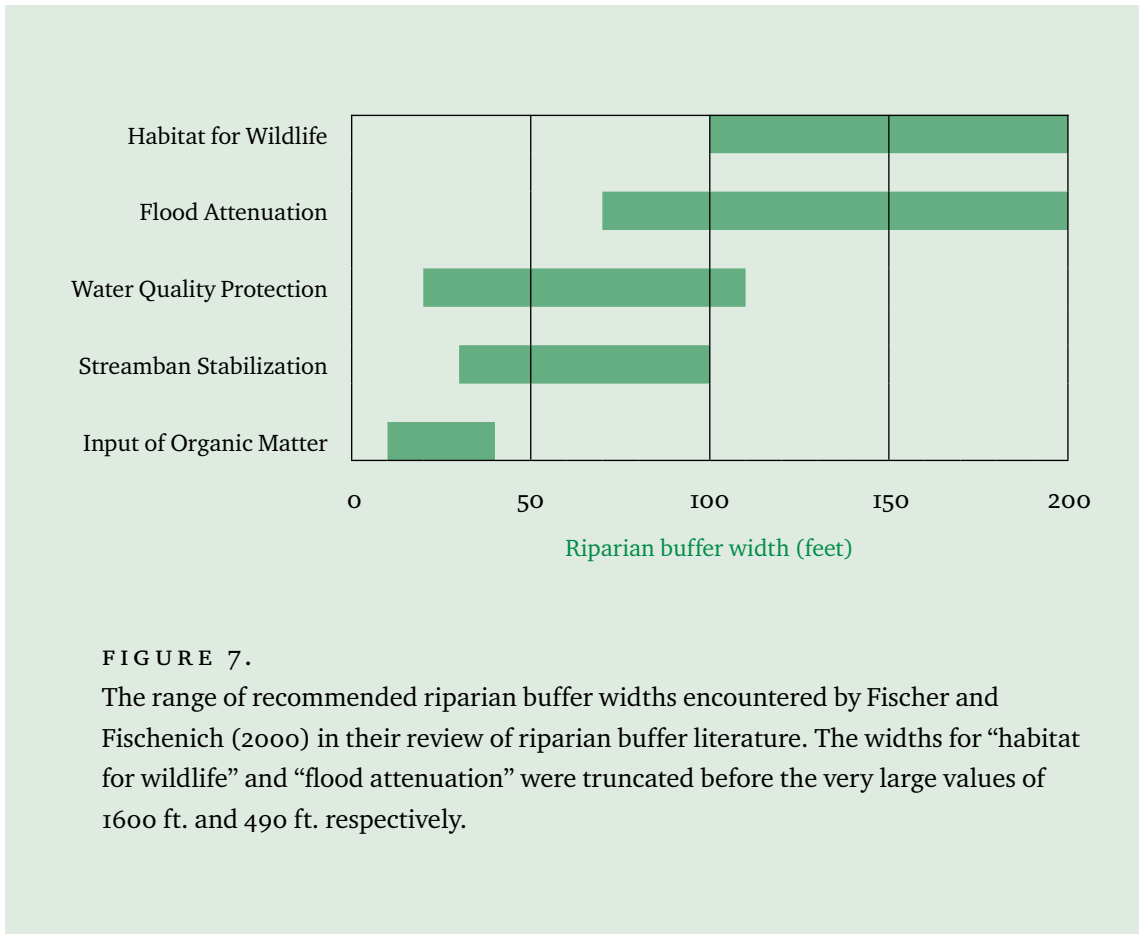 Habitat for Wildlife
Flood Attenuation
Water Quality Protection
Streamban Stabilization
Input of Organic Matter
0 50 100 150 200
Riparian buffer width (feet)
FIGURE 7.
The range of recommended riparian buffer widths encountered by Fischer and
Fischenich (2000) in their review of riparian buffer literature. The widths for “habitat
for wildlife” and “flood attenuation” were truncated before the very large values of
1600 ft. and 490 ft. respectively.